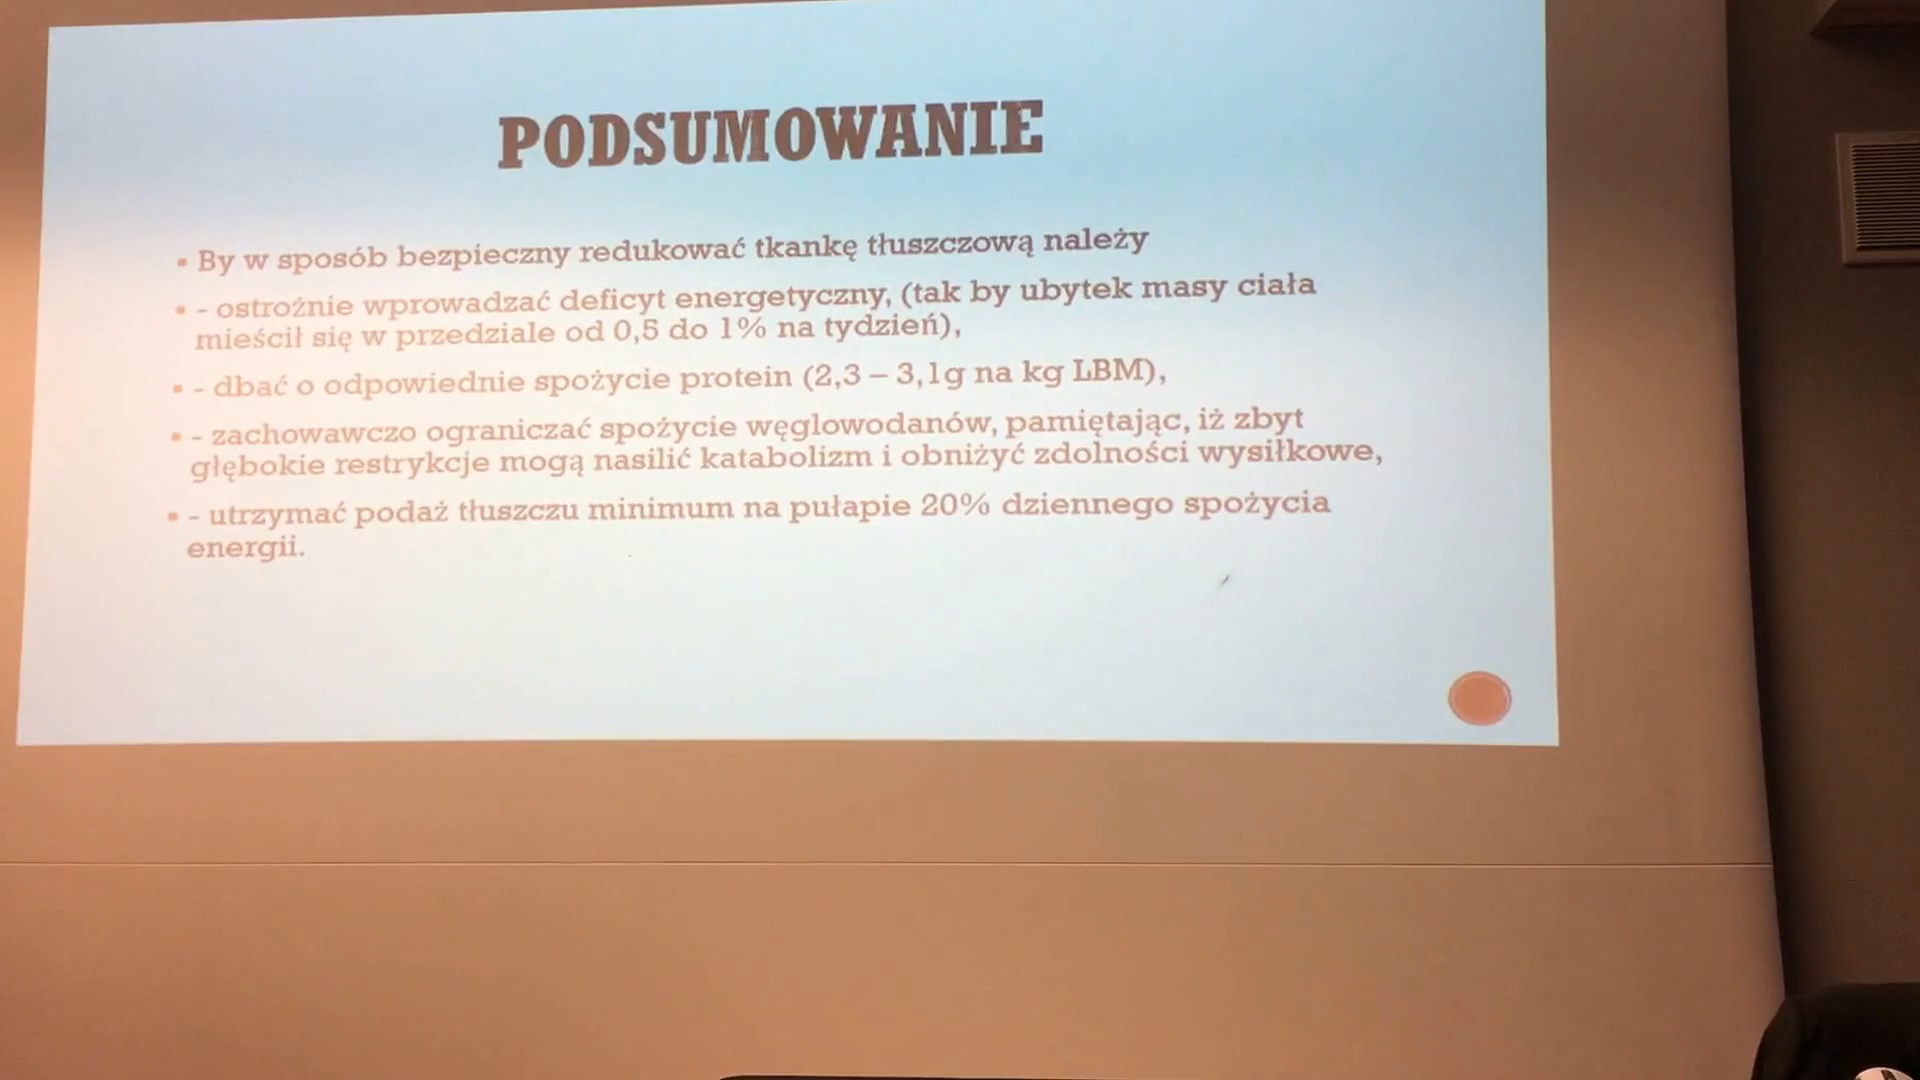 PODSUMOWANIE
▪ By w sposób bezpieczny redukować tkankę tłuszczową należy
▪ - ostrożnie wprowadzać deficyt energetyczny, (tak by ubytek masy ciała
mieścił się w przedziale od 0,5 do 1% na tydzień),
▪ - dbać o odpowiednie spożycie protein (2,3 – 3,1g na kg LBM),
▪ - zachowawczo ograniczać spożycie węglowodanów, pamiętając, iż zbyt
głębokie restrykcje mogą nasilić katabolizm i obniżyć zdolności wysiłkowe,
▪ - utrzymać podaż tłuszczu minimum na pułapie 20% dziennego spożycia
energii.